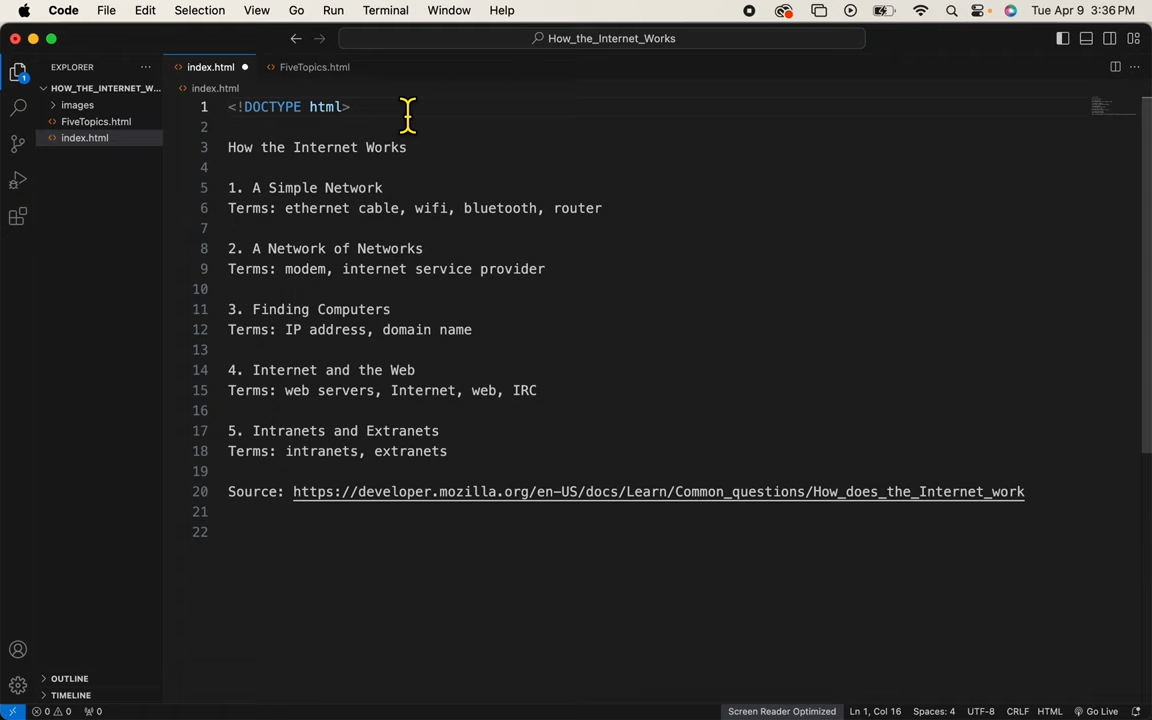 Code File Edit Selection View Go Run Terminal Window Help Tue Apr 9 3:36 PM
How_the_Internet_Works
EXPLORER
index.html
FiveTopics.html
HOW_THE_INTERNET_W...
images
FiveTopics.html
index.html
index.html
1 <!DOCTYPE html>
2
3 How the Internet Works
4
5 1. A Simple Network
6 Terms: ethernet cable, wifi, bluetooth, router
7
8 2. A Network of Networks
9 Terms: modem, internet service provider
10
11 3. Finding Computers
12 Terms: IP address, domain name
13
14 4. Internet and the Web
15 Terms: web servers, Internet, web, IRC
16
17 5. Intranets and Extranets
18 Terms: intranets, extranets
19
20 Source: https://developer.mozilla.org/en-US/docs/Learn/Common_questions/How_does_the_Internet_work
21
22
1
OUTLINE
TIMELINE
0 0 0 Screen Reader Optimized Ln 1, Col 16 Spaces: 4 UTF-8 CRLF HTML Go Live